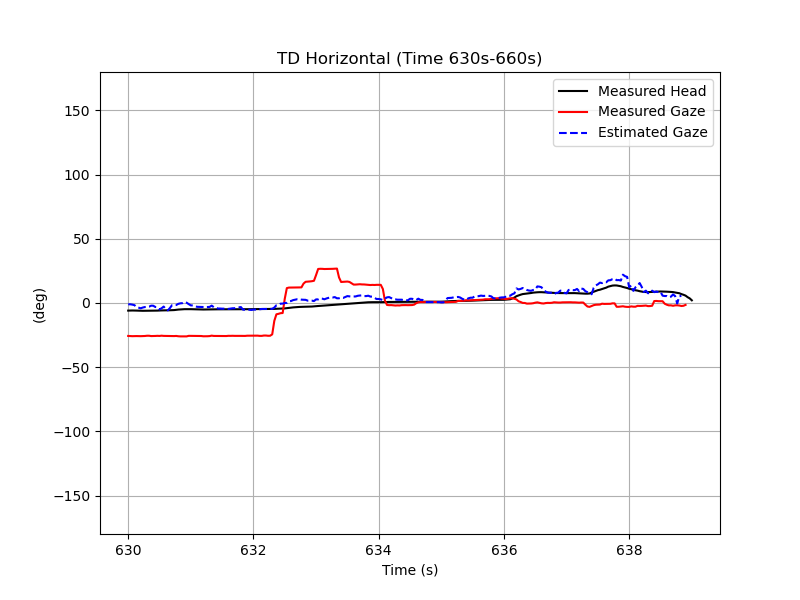 TD Horizontal (Time 630s-660s)
Measured Head
Measured Gaze
Estimated Gaze
150
100
50
0
−50
−100
−150
(deg)
630 632 634 636 638
Time (s)